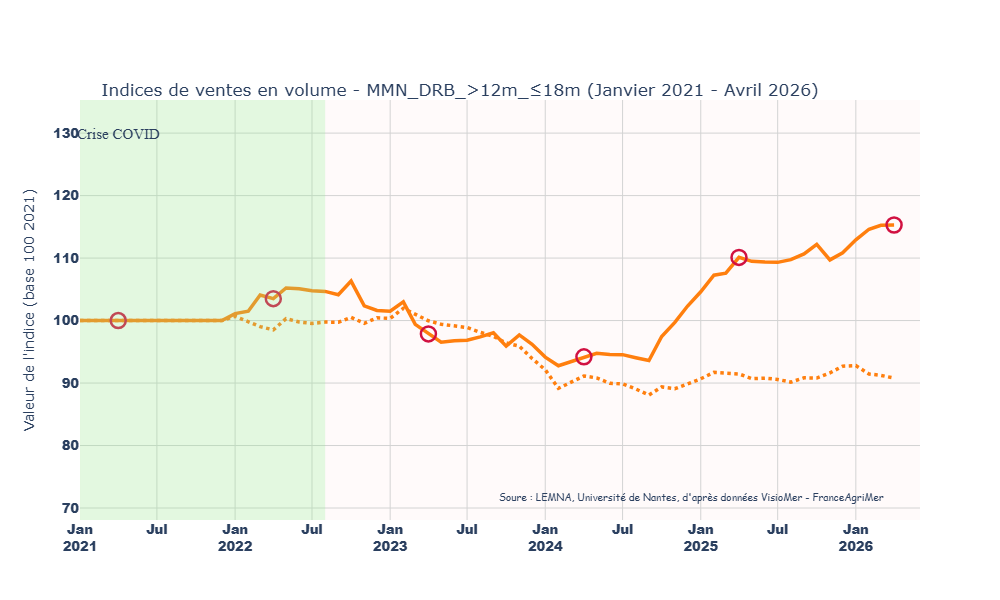 Indices de ventes en volume - MMN_DRB_>12m_≤18m (Janvier 2021 - Avril 2026)
Valeur de l'indice (base 100 2021)
130
Crise COVID
120
110
100
90
80
70
Soure : LEMNA, Université de Nantes, d'après données VisioMer - FranceAgriMer
Jan Jul Jan Jul Jan Jul Jan Jul Jan Jul Jan
2021 2022 2023 2024 2025 2026